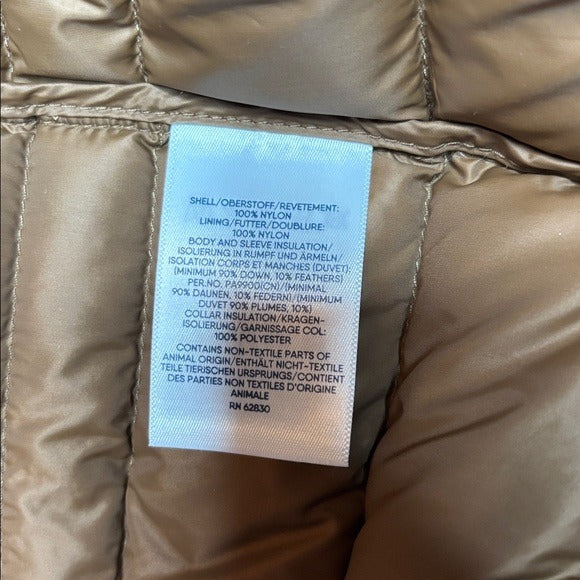 SHELL/OBERSTOFF/REVETEMENT:
100% NYLON
LINING/FUTTER/DOUBLURE:
100% NYLON
BODY AND SLEEVE INSULATION/
ISOLIERUNG IN RUMPF UND ÄRMELN/
ISOLATION CORPS ET MANCHES (DUVET):
(MINIMUM 90% DOWN, 10% FEATHERS)
PER.NO. PA9900(CN)/(MINIMAL
90% DAUNEN, 10% FEDERN)/(MINIMUM
DUVET 90% PLUMES, 10%)
COLLAR INSULATION/KRAGEN-
ISOLIERUNG/GARNISSAGE COL:
100% POLYESTER
CONTAINS NON-TEXTILE PARTS OF
ANIMAL ORIGIN/ENTHÄLT NICHT-TEXTILE
TEILE TIERISCHEN URSPRUNGS/CONTIENT
DES PARTIES NON TEXTILES D'ORIGINE
ANIMALE
RN 62830